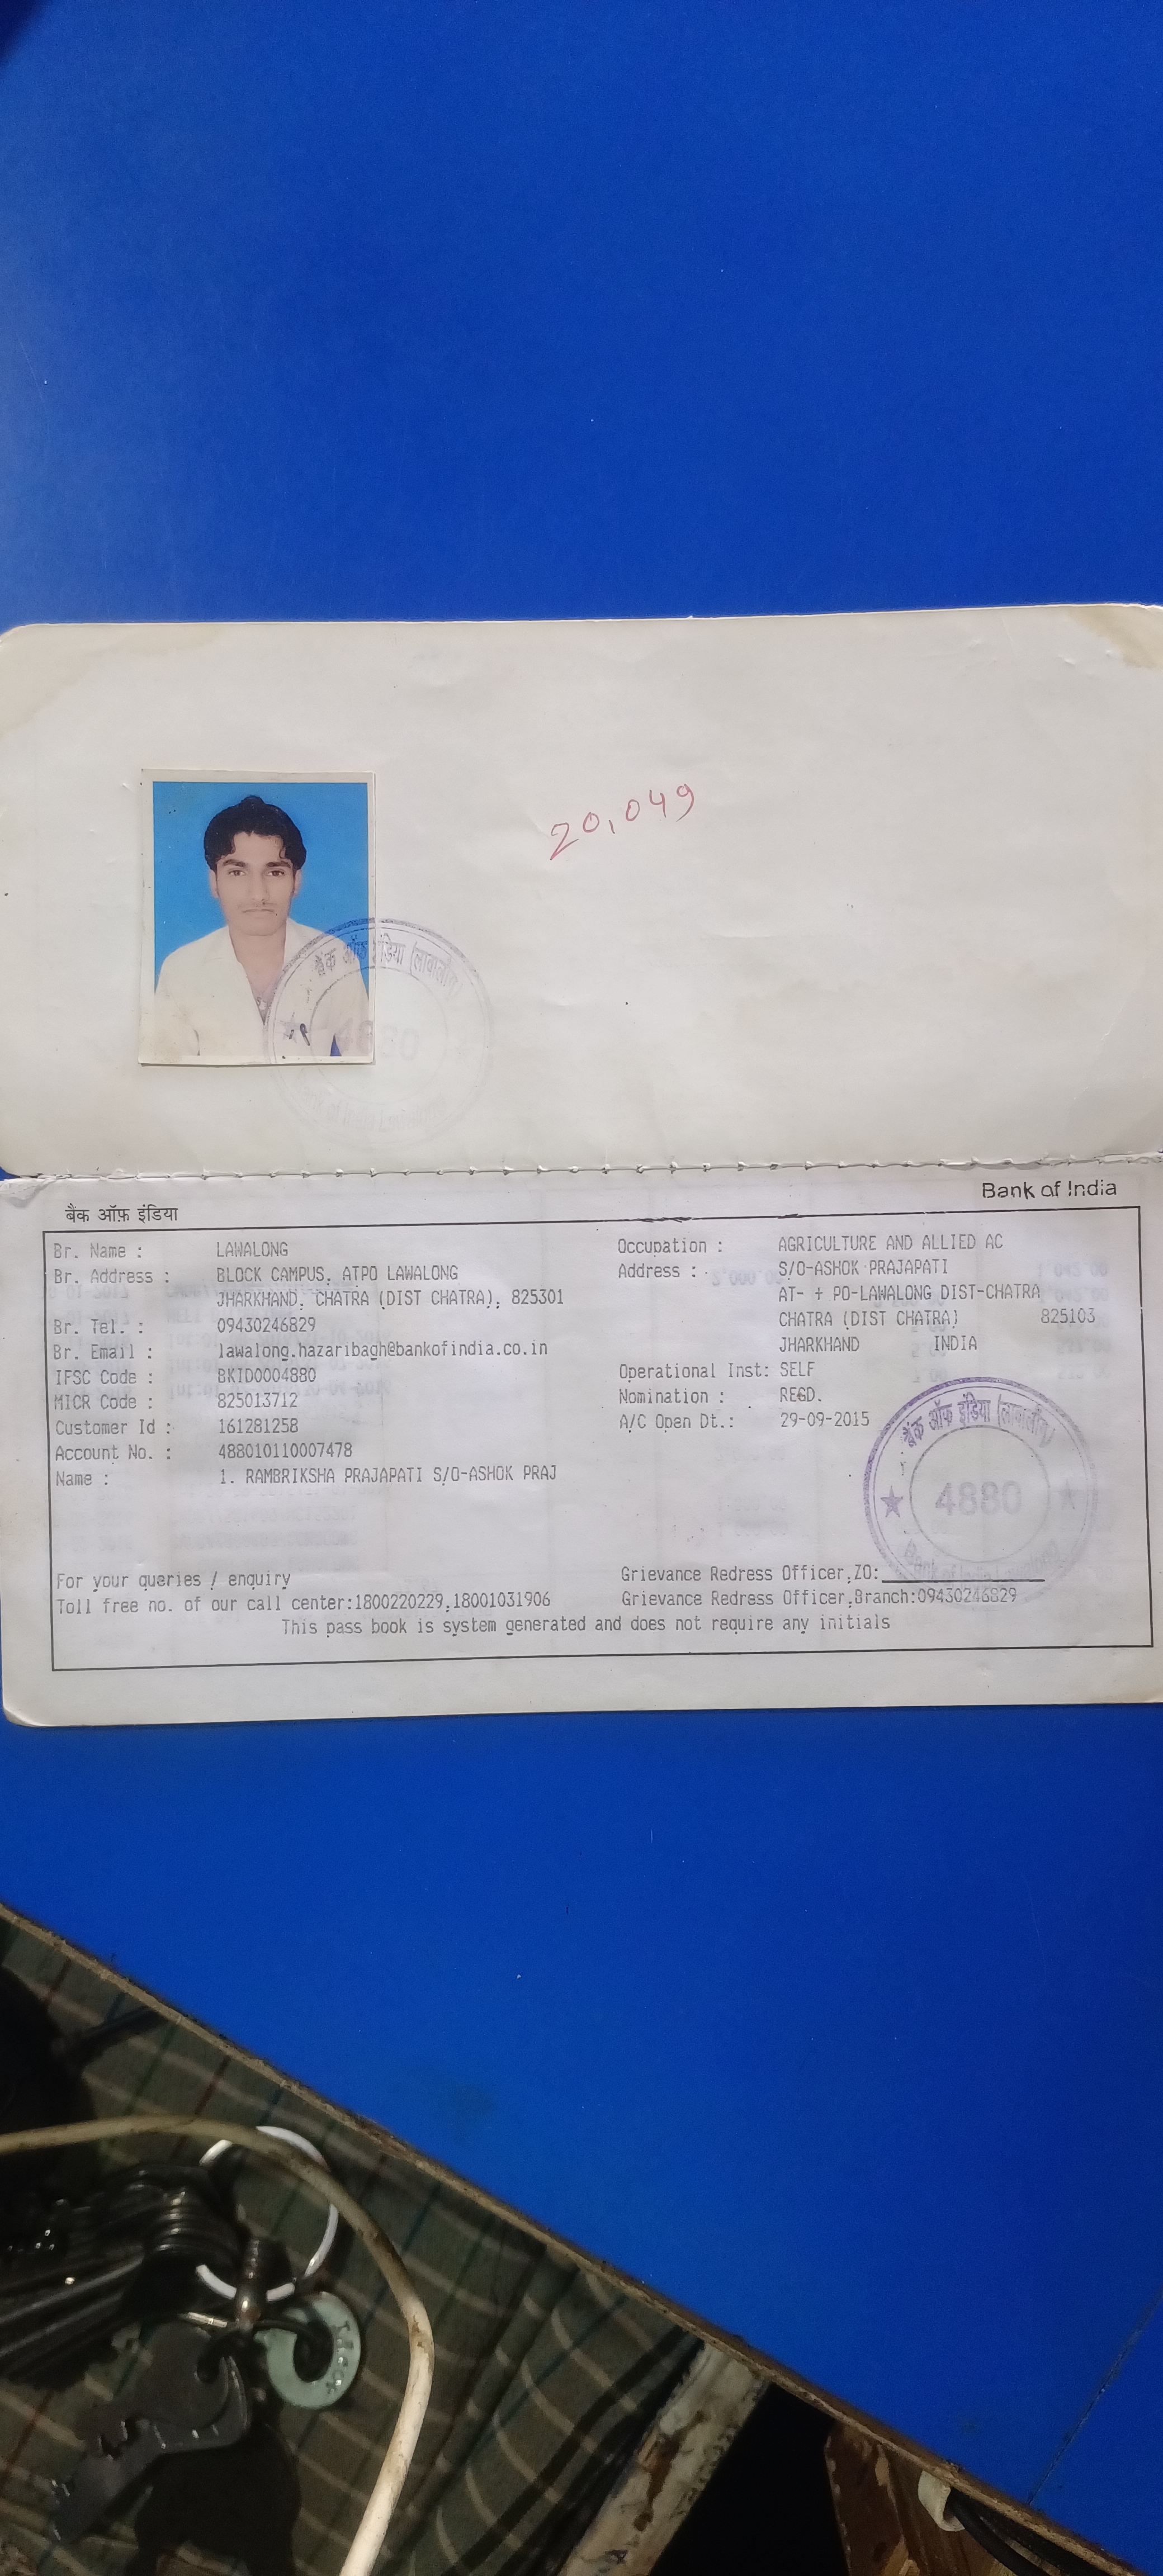 20,049
बैंक ऑफ़ इंडिया (लावालौंग)
4880
बैंक ऑफ़ इंडिया
Bank of India
Br. Name : LAWALONG
Br. Address : BLOCK CAMPUS, ATPO LAWALONG
JHARKHAND, CHATRA (DIST CHATRA), 825301
Br. Tel. : 09430246829
Br. Email : lawalong.hazaribagh@bankofindia.co.in
IFSC Code : BKID0004880
MICR Code : 825013712
Customer Id : 161281258
Account No. : 488010110007478
Name : 1. RAMBRIKSHA PRAJAPATI S/O-ASHOK PRAJ
Occupation : AGRICULTURE AND ALLIED AC
Address : S/O-ASHOK PRAJAPATI
AT- + PO-LAWALONG DIST-CHATRA
CHATRA (DIST CHATRA) 825103
JHARKHAND INDIA
Operational Inst: SELF
Nomination : REGD.
A/C Open Dt.: 29-09-2015
बैंक ऑफ़ इंडिया (लावालौंग)
4880
For your queries / enquiry
Toll free no. of our call center:1800220229,18001031906
Grievance Redress Officer,ZO:
Grievance Redress Officer,Branch:09430246829
This pass book is system generated and does not require any initials